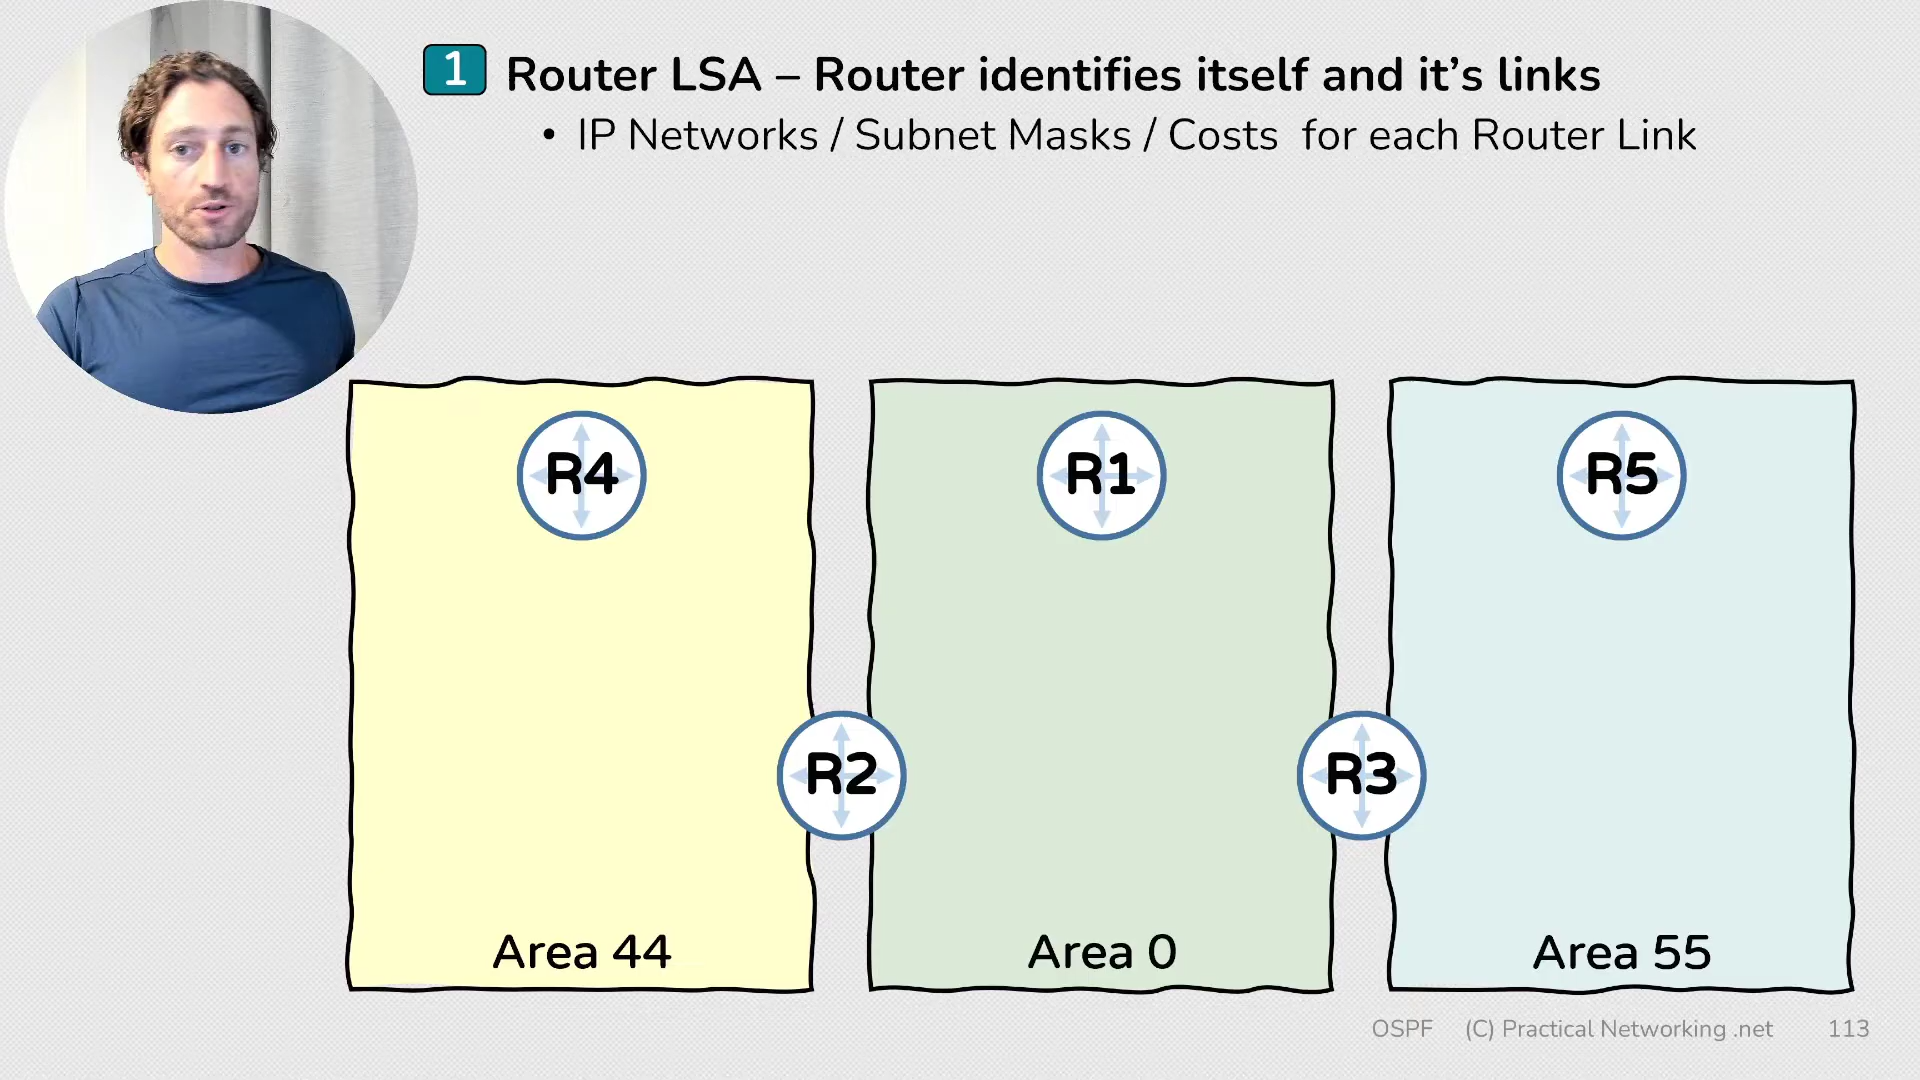 1 Router LSA – Router identifies itself and it’s links
• IP Networks / Subnet Masks / Costs for each Router Link
R4
R1
R5
R2
R3
Area 44
Area 0
Area 55
OSPF (C) Practical Networking .net 113